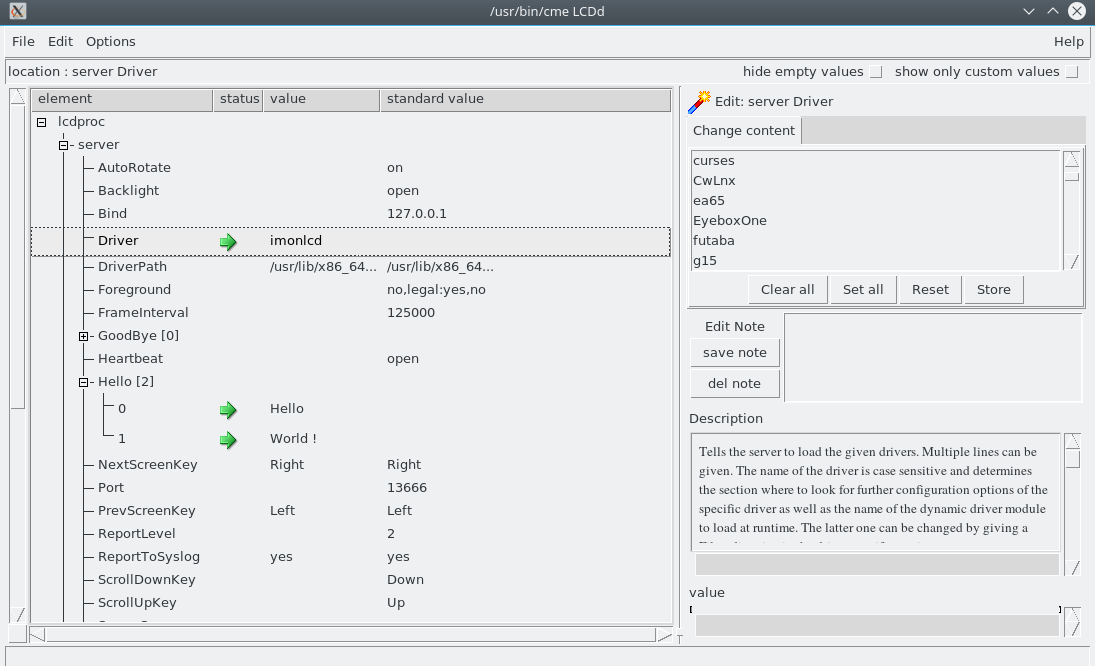 /usr/bin/cme LCDd
File Edit Options Help
location : server Driver hide empty values show only custom values
element status value standard value
lcdproc
server
AutoRotate on
Backlight open
Bind 127.0.0.1
Driver imonlcd
DriverPath /usr/lib/x86_64... /usr/lib/x86_64...
Foreground no,legal:yes,no
FrameInterval 125000
GoodBye [0]
Heartbeat open
Hello [2]
0 Hello
1 World !
NextScreenKey Right Right
Port 13666
PrevScreenKey Left Left
ReportLevel 2
ReportToSyslog yes yes
ScrollDownKey Down
ScrollUpKey Up
Edit: server Driver
Change content
curses
CwLnx
ea65
EyeboxOne
futaba
g15
Clear all Set all Reset Store
Edit Note
save note
del note
Description
Tells the server to load the given drivers. Multiple lines can be
given. The name of the driver is case sensitive and determines
the section where to look for further configuration options of the
specific driver as well as the name of the dynamic driver module
to load at runtime. The latter one can be changed by giving a
value